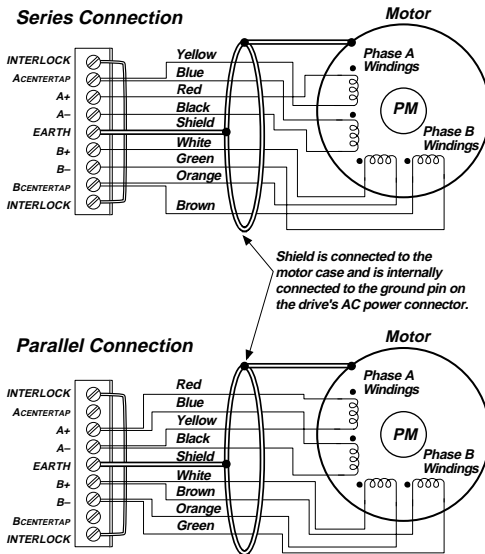 Series Connection
Motor
INTERLOCK
ACENTERTAP
A+
A–
EARTH
B+
B–
BCENTERTAP
INTERLOCK
Yellow
Blue
Red
Black
Shield
White
Green
Orange
Brown
Phase A
Windings
PM
Phase B
Windings
Shield is connected to the
motor case and is internally
connected to the ground pin on
the drive's AC power connector.
Parallel Connection
Motor
INTERLOCK
ACENTERTAP
A+
A–
EARTH
B+
B–
BCENTERTAP
INTERLOCK
Red
Blue
Yellow
Black
Shield
White
Brown
Orange
Green
Phase A
Windings
PM
Phase B
Windings